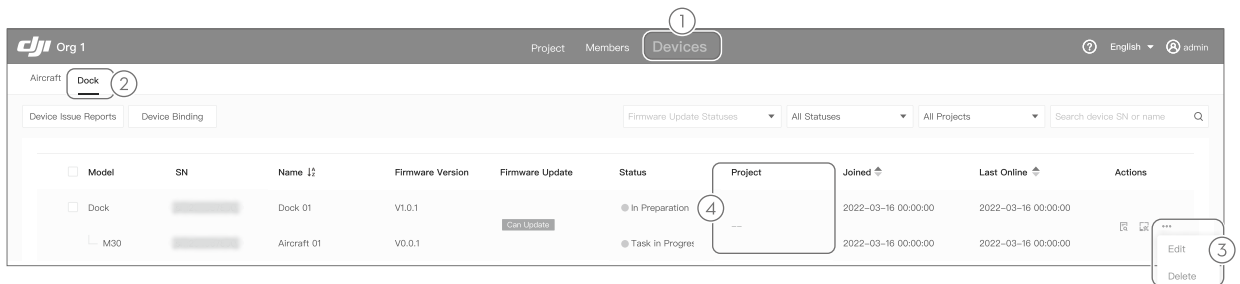 1
dji Org 1 Project Members Devices ? English admin
Aircraft Dock 2
Device Issue Reports Device Binding Firmware Update Statuses All Statuses All Projects Search device SN or name
Model SN Name Firmware Version Firmware Update Status Project Joined Last Online Actions
Dock Dock 01 V1.0.1 In Preparation 4 2022-03-16 00:00:00 2022-03-16 00:00:00
Can Update -- ...
M30 Aircraft 01 V0.0.1 Task in Progres 2022-03-16 00:00:00 2022-03-16 00:00:00
Edit 3
Delete